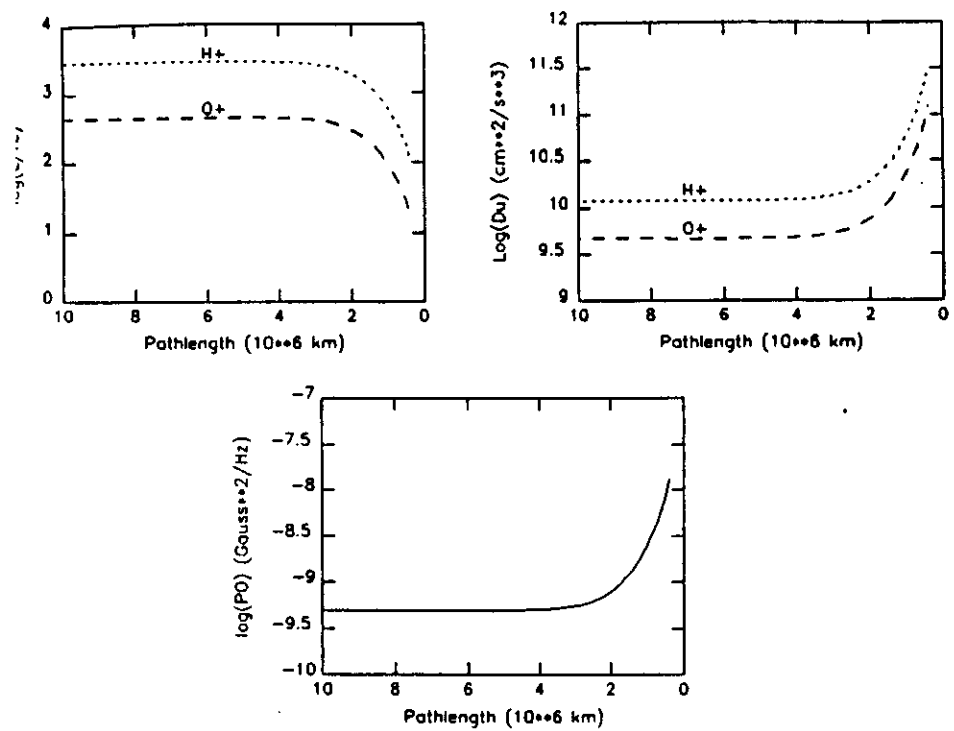 4
3
2
1
0
H+
O+
10 8 6 4 2 0
Pathlength (10**6 km)
Log(Du) (cm**2/s**3)
12
11.5
11
10.5
10
9.5
9
H+
O+
10 8 6 4 2 0
Pathlength (10**6 km)
log(P0) (Gauss**2/Hz)
-7
-7.5
-8
-8.5
-9
-9.5
-10
10 8 6 4 2 0
Pathlength (10**6 km)